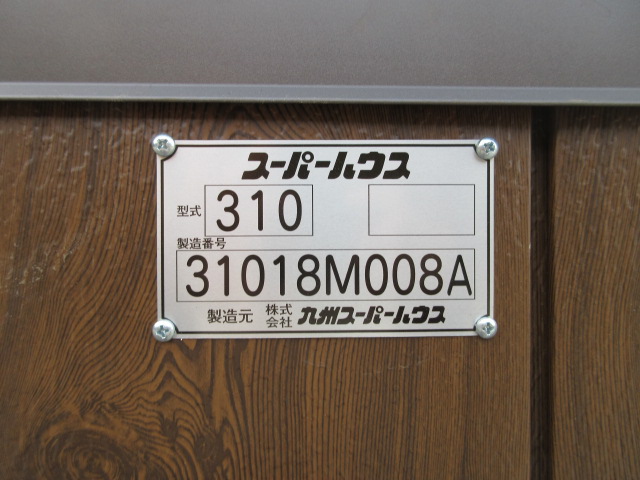 スーパーハウス
型式 310
製造番号
31018M008A
製造元 株式会社 九州スーパーハウス